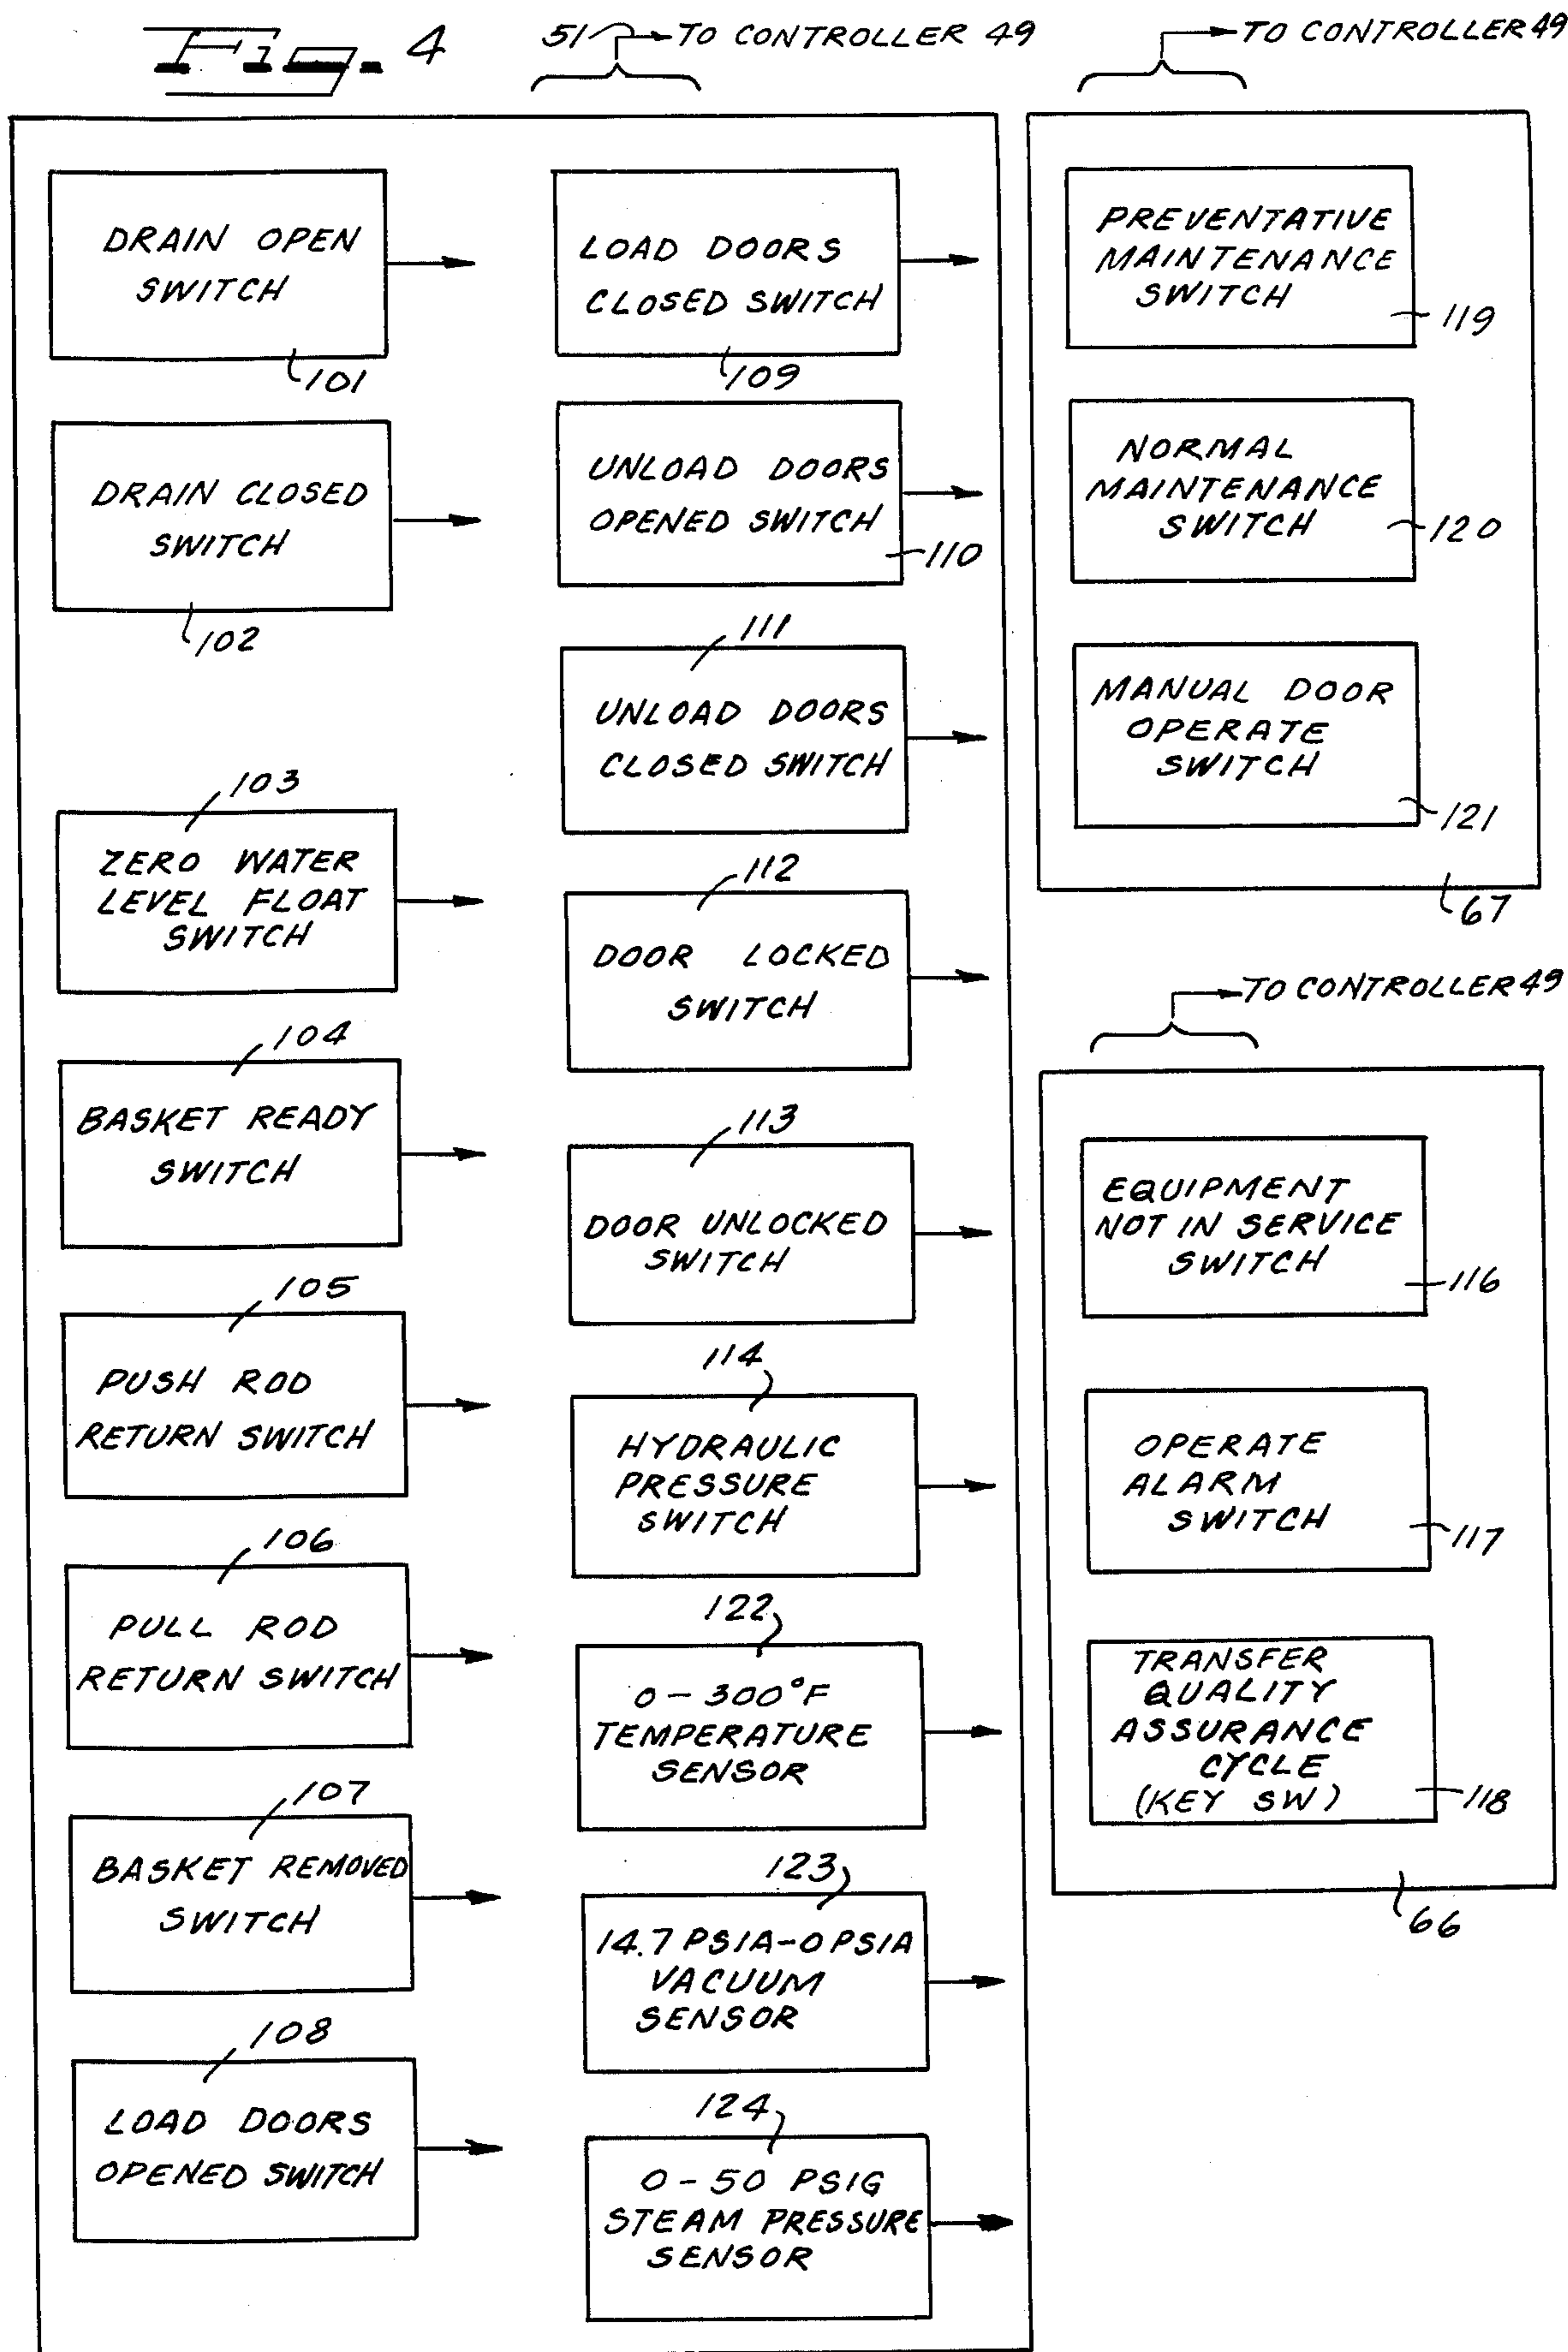 Fig. 4
51 TO CONTROLLER 49
TO CONTROLLER 49
DRAIN OPEN
SWITCH
101
DRAIN CLOSED
SWITCH
102
103
ZERO WATER
LEVEL FLOAT
SWITCH
104
BASKET READY
SWITCH
105
PUSH ROD
RETURN SWITCH
106
PULL ROD
RETURN SWITCH
107
BASKET REMOVED
SWITCH
108
LOAD DOORS
OPENED SWITCH
LOAD DOORS
CLOSED SWITCH
109
UNLOAD DOORS
OPENED SWITCH
110
111
UNLOAD DOORS
CLOSED SWITCH
112
DOOR LOCKED
SWITCH
113
DOOR UNLOCKED
SWITCH
114
HYDRAULIC
PRESSURE
SWITCH
122
0-300°F
TEMPERATURE
SENSOR
123
14.7 PSIA-0 PSIA
VACUUM
SENSOR
124
0-50 PSIG
STEAM PRESSURE
SENSOR
PREVENTATIVE
MAINTENANCE
SWITCH
119
NORMAL
MAINTENANCE
SWITCH
120
MANUAL DOOR
OPERATE
SWITCH
121
67
TO CONTROLLER 49
EQUIPMENT
NOT IN SERVICE
SWITCH
116
OPERATE
ALARM
SWITCH
117
TRANSFER
QUALITY
ASSURANCE
CYCLE
(KEY SW)
118
66